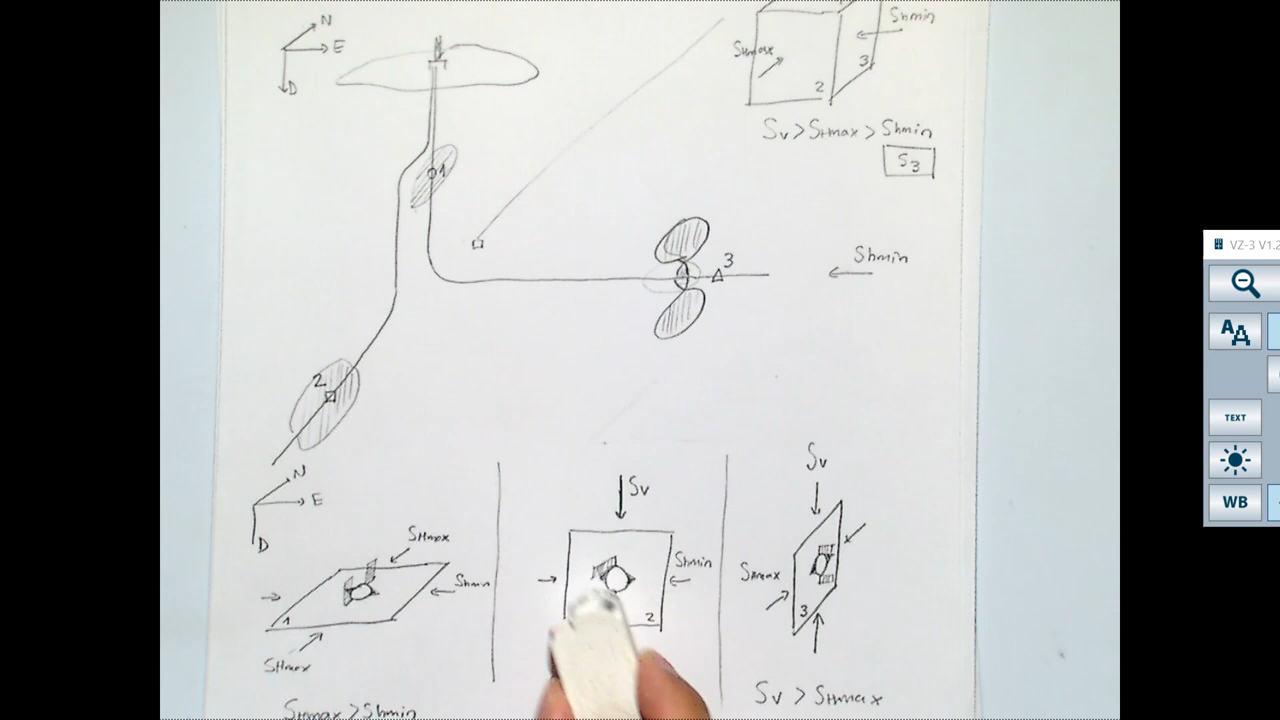 N
E
D
Shmin
SHmax
3
2
Sv > SHmax > Shmin
S3
1
3
Shmin
2
N
E
D
SHmax
Shmin
1
SHmax
SHmax > Shmin
Sv
Shmin
2
Sv
SHmax
3
Sv > SHmax
VZ-3 V1.2
AA
TEXT
WB